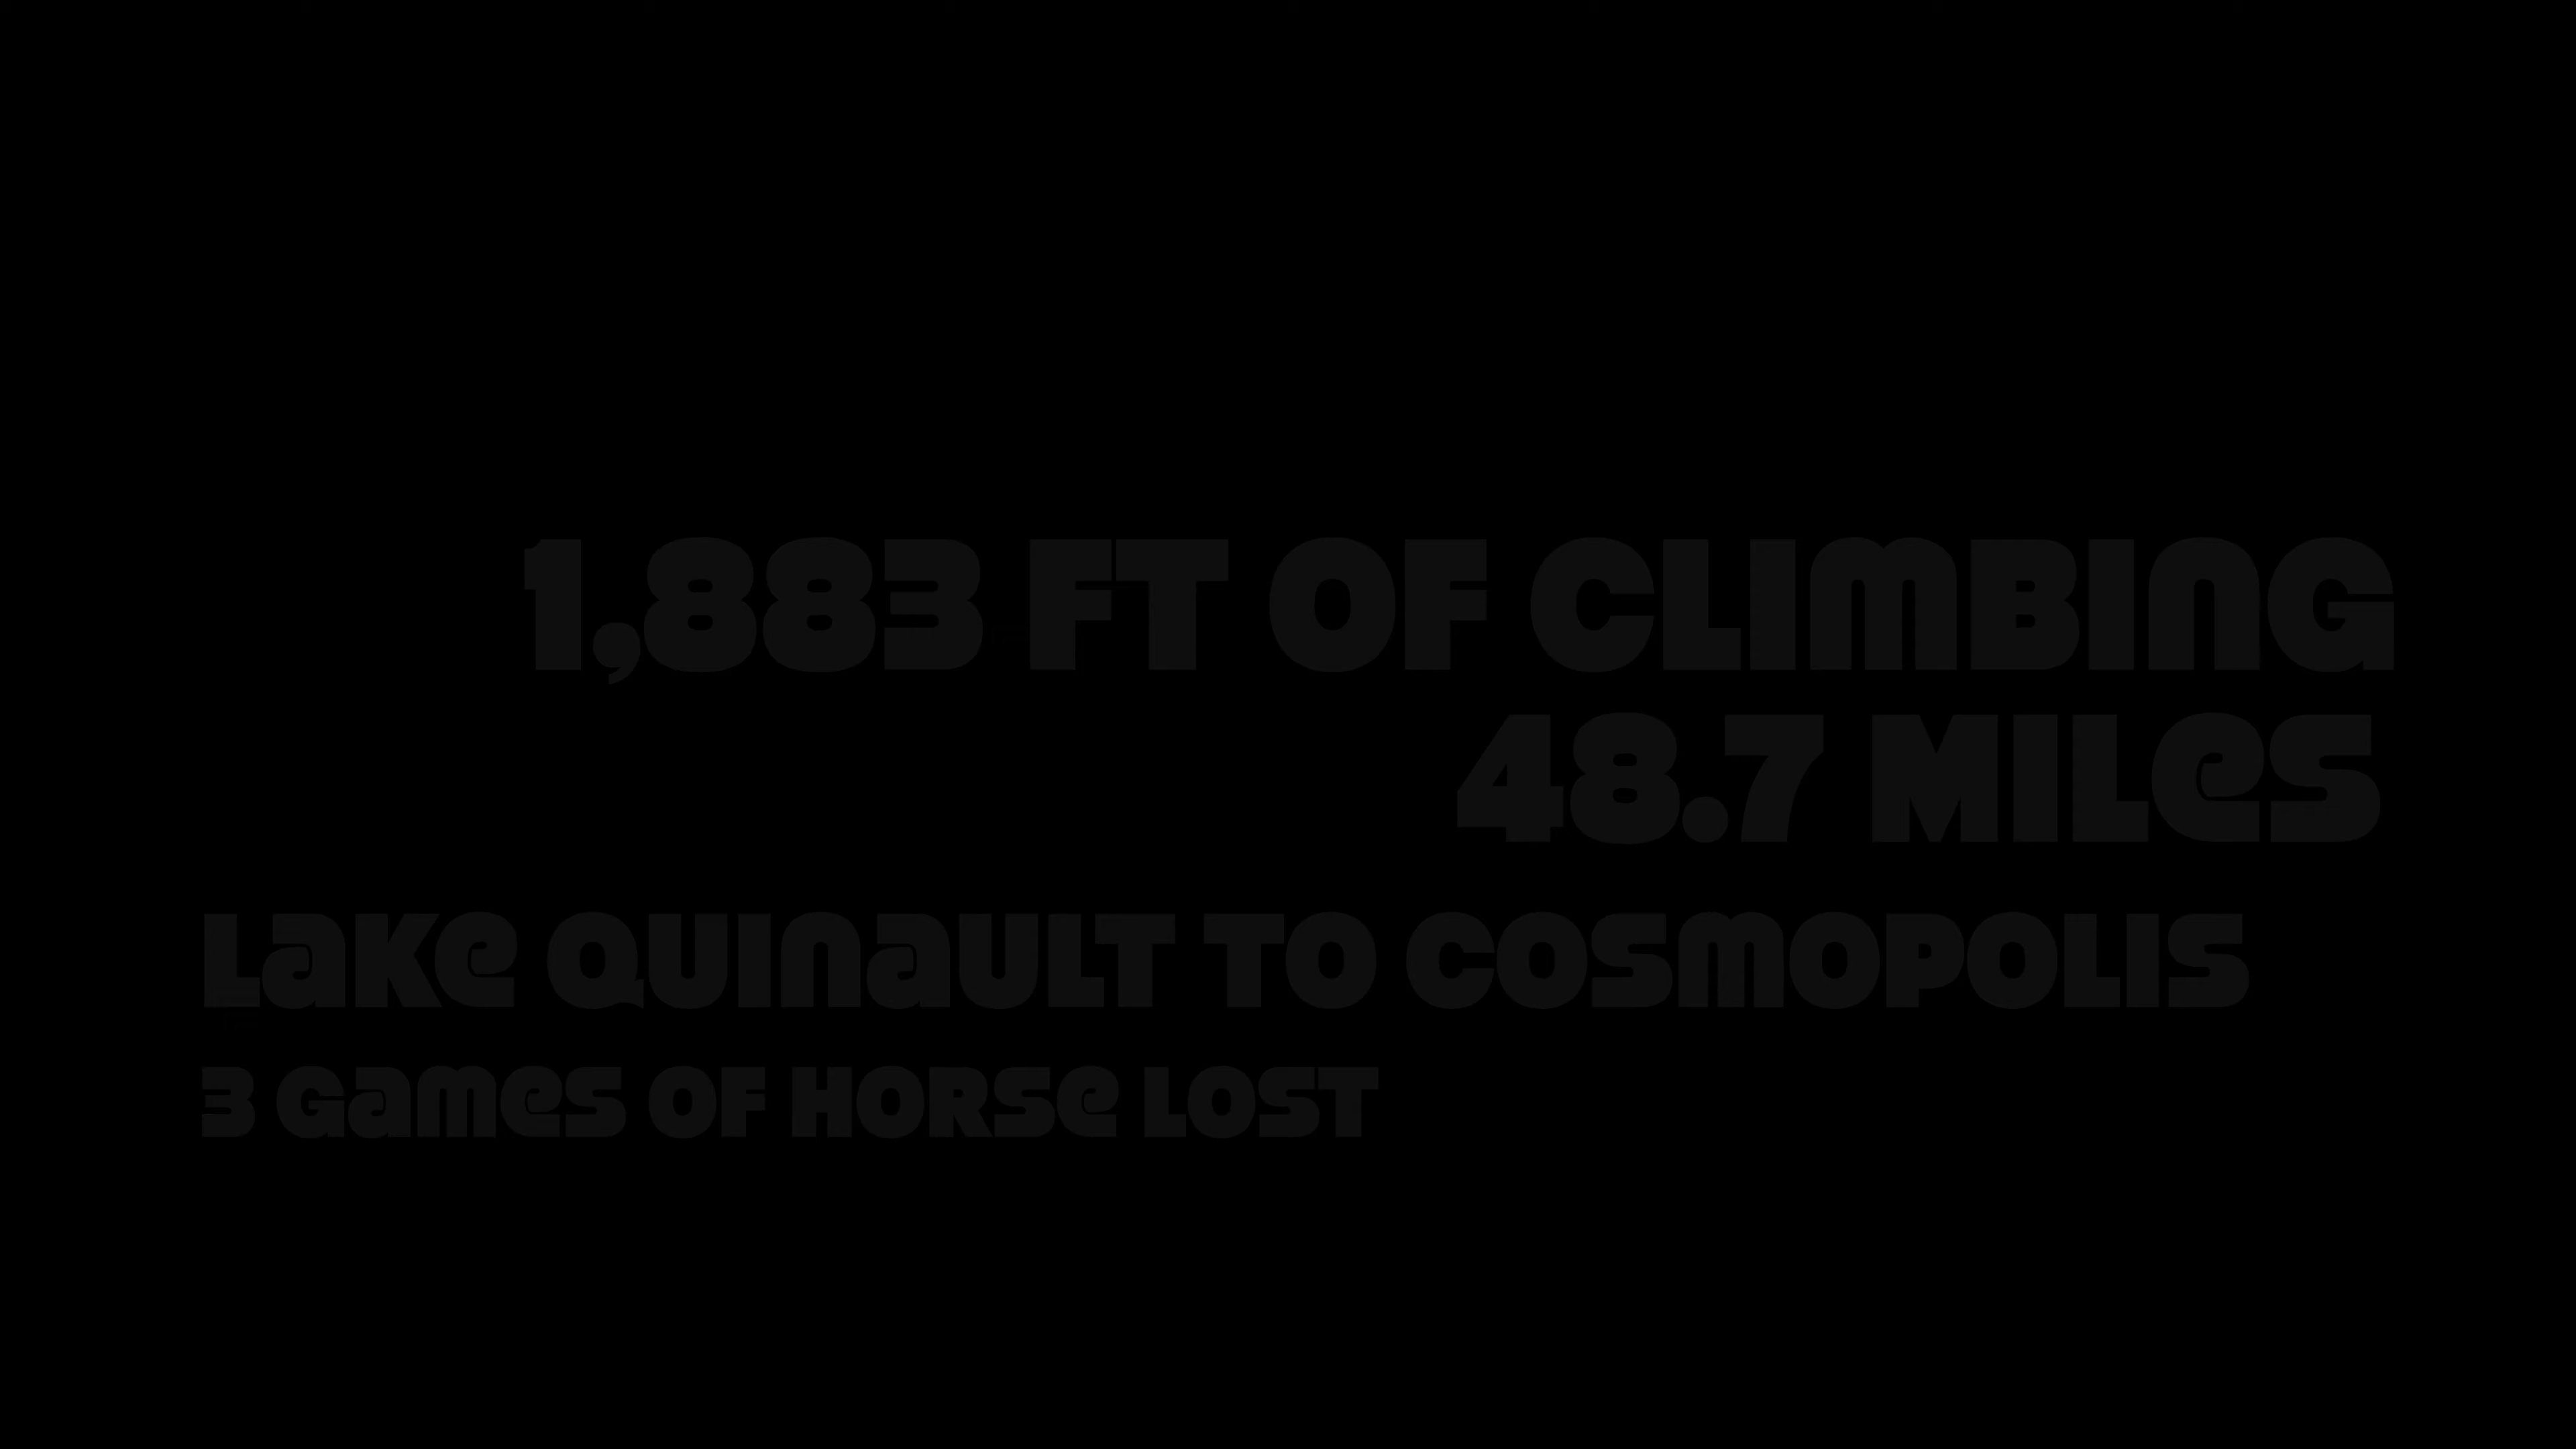 1,883 FT OF CLIMBING
48.7 MILES
LAKE QUINAULT TO COSMOPOLIS
3 GAMES OF HORSE LOST